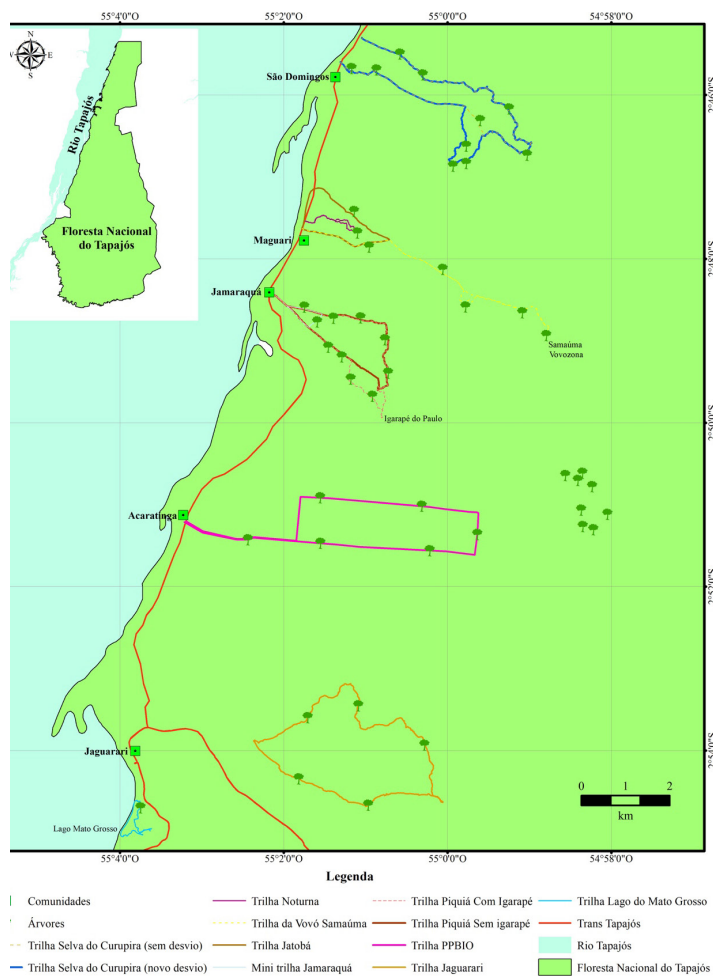 55°4'0"O 55°2'0"O 55°0'0"O 54°58'0"O
N
E
S
Rio Tapajós
Floresta Nacional
do Tapajós
São Domingos
Maguari
Jamaraquá
Samaúma
Vovozona
Igarapé do Paulo
Acaratinga
Jaguarari
Lago Mato Grosso
0 1 2
km
55°4'0"O 55°2'0"O 55°0'0"O 54°58'0"O
Legenda
Comunidades
Árvores
Trilha Selva do Curupira (sem desvio)
Trilha Selva do Curupira (novo desvio)
Trilha Noturna
Trilha da Vovó Samaúma
Trilha Jatobá
Mini trilha Jamaraquá
Trilha Piquiá Com Igarapé
Trilha Piquiá Sem igarapé
Trilha PPBIO
Trilha Jaguarari
Trilha Lago do Mato Grosso
Trans Tapajós
Rio Tapajós
Floresta Nacional do Tapajós